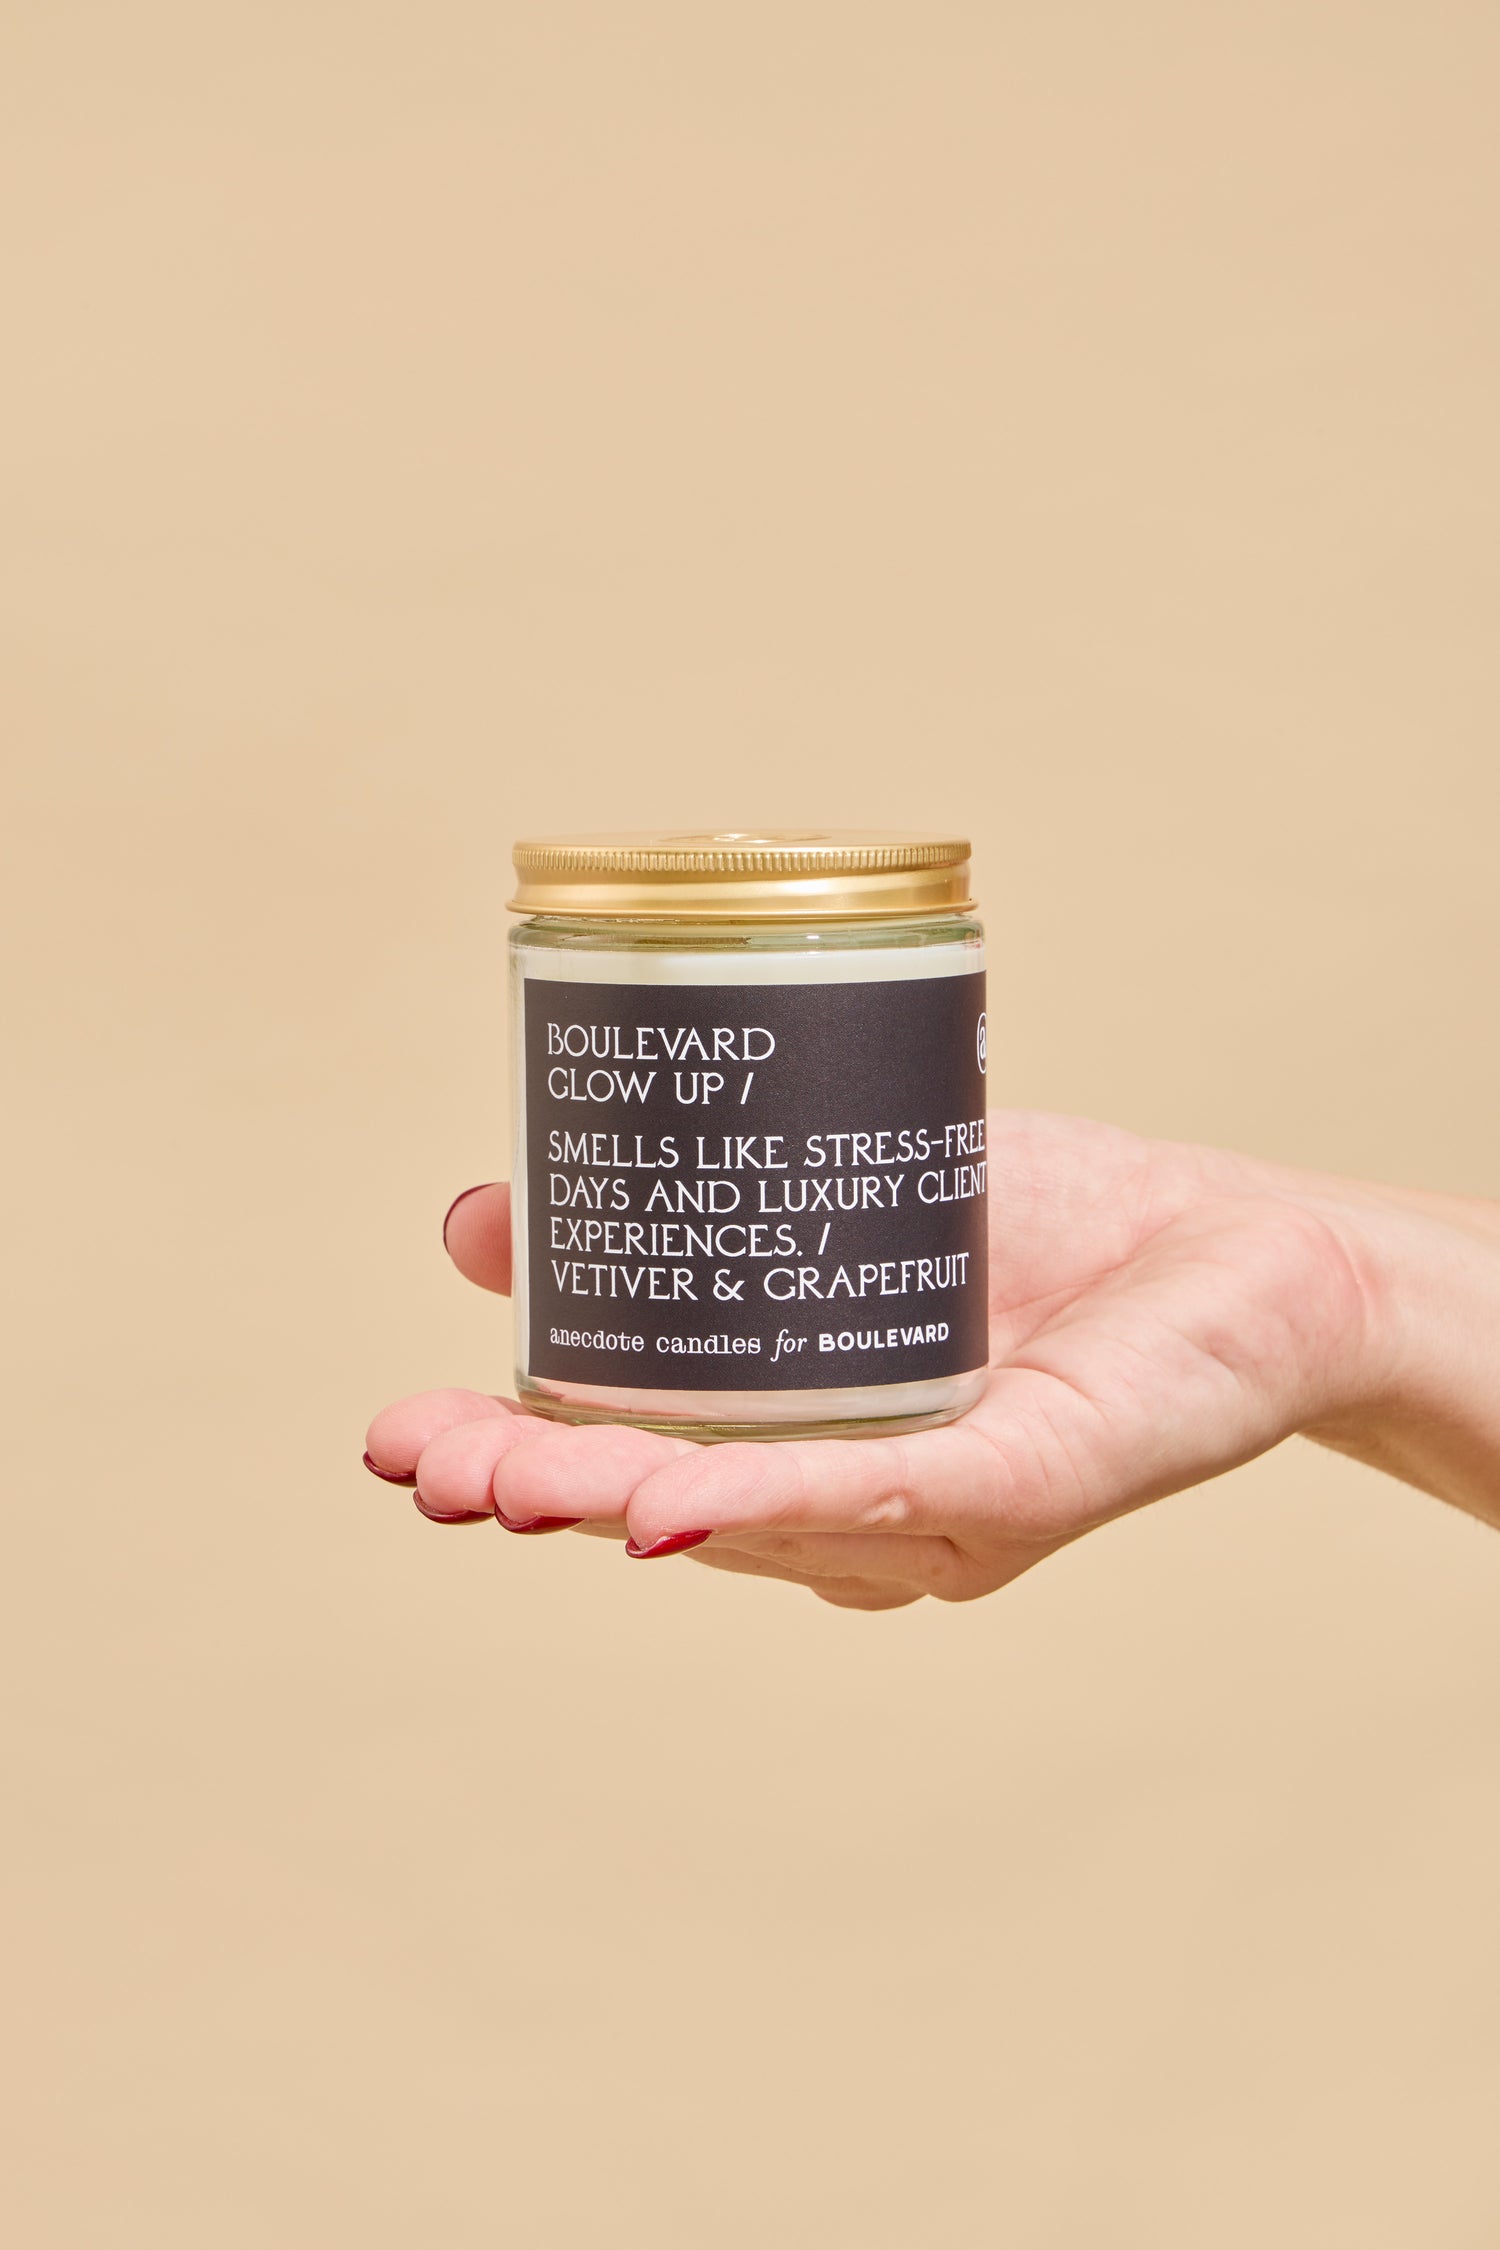 BOULEVARD
GLOW UP /
SMELLS LIKE STRESS-FREE
DAYS AND LUXURY CLIENT
EXPERIENCES. /
VETIVER & GRAPEFRUIT
anecdote candles for BOULEVARD